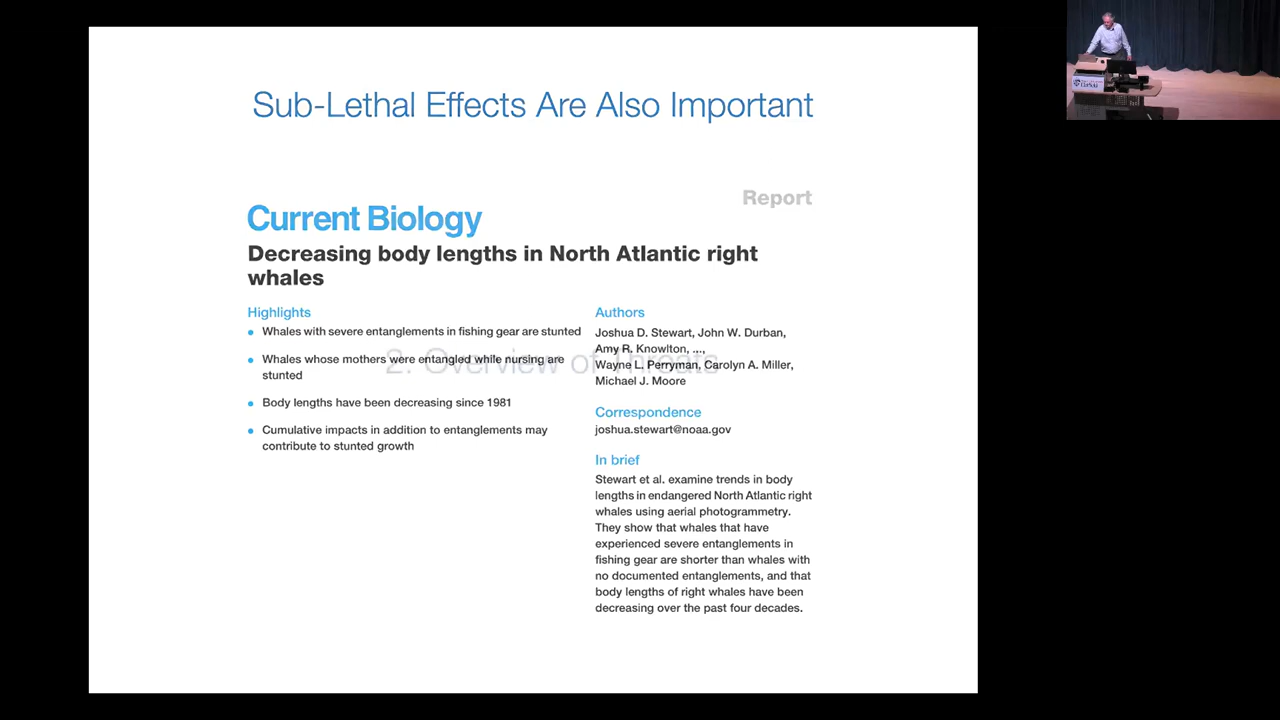 Sub-Lethal Effects Are Also Important
Report
Current Biology
Decreasing body lengths in North Atlantic right
whales
Highlights
Whales with severe entanglements in fishing gear are stunted
Whales whose mothers were entangled while nursing are
stunted
Body lengths have been decreasing since 1981
Cumulative impacts in addition to entanglements may
contribute to stunted growth
2. Overview of Threats
Authors
Joshua D. Stewart, John W. Durban,
Amy R. Knowlton, ...,
Wayne L. Perryman, Carolyn A. Miller,
Michael J. Moore
Correspondence
joshua.stewart@noaa.gov
In brief
Stewart et al. examine trends in body
lengths in endangered North Atlantic right
whales using aerial photogrammetry.
They show that whales that have
experienced severe entanglements in
fishing gear are shorter than whales with
no documented entanglements, and that
body lengths of right whales have been
decreasing over the past four decades.